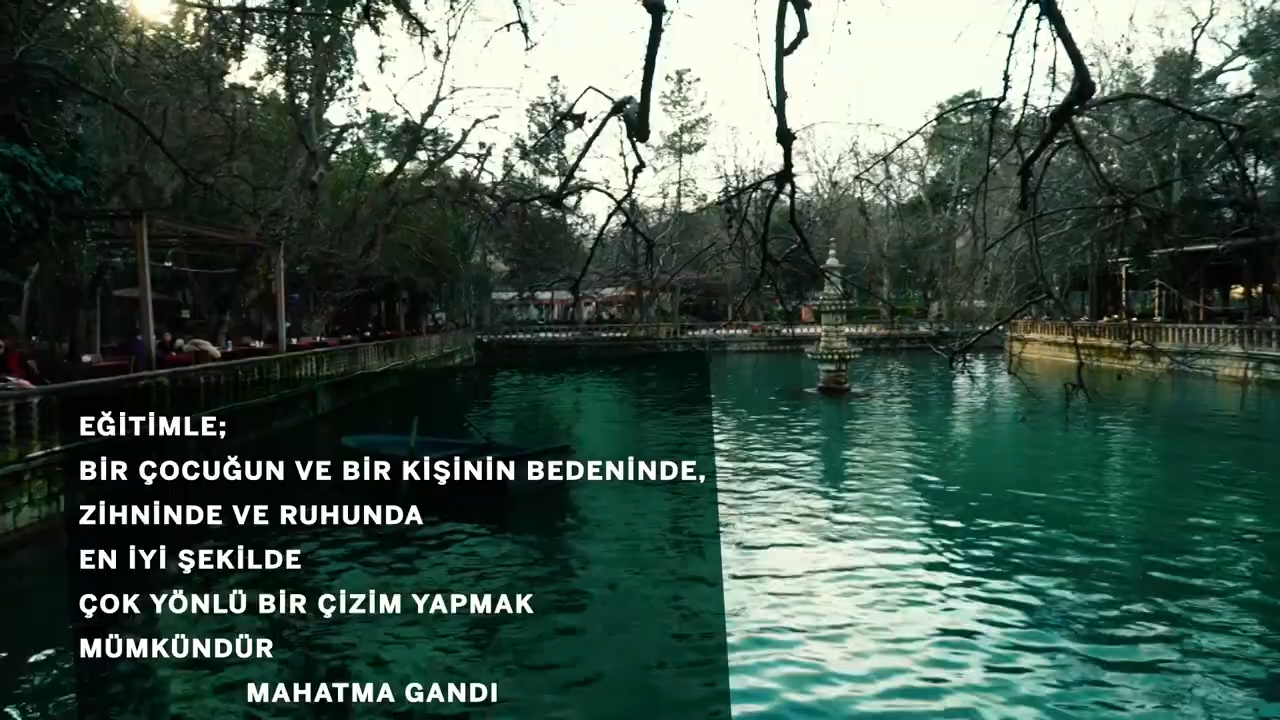 EĞİTİMLE;
BİR ÇOCUĞUN VE BİR KİŞİNİN BEDENİNDE,
ZİHNİNDE VE RUHUNDA
EN İYİ ŞEKİLDE
ÇOK YÖNLÜ BİR ÇİZİM YAPMAK
MÜMKÜNDÜR
MAHATMA GANDI